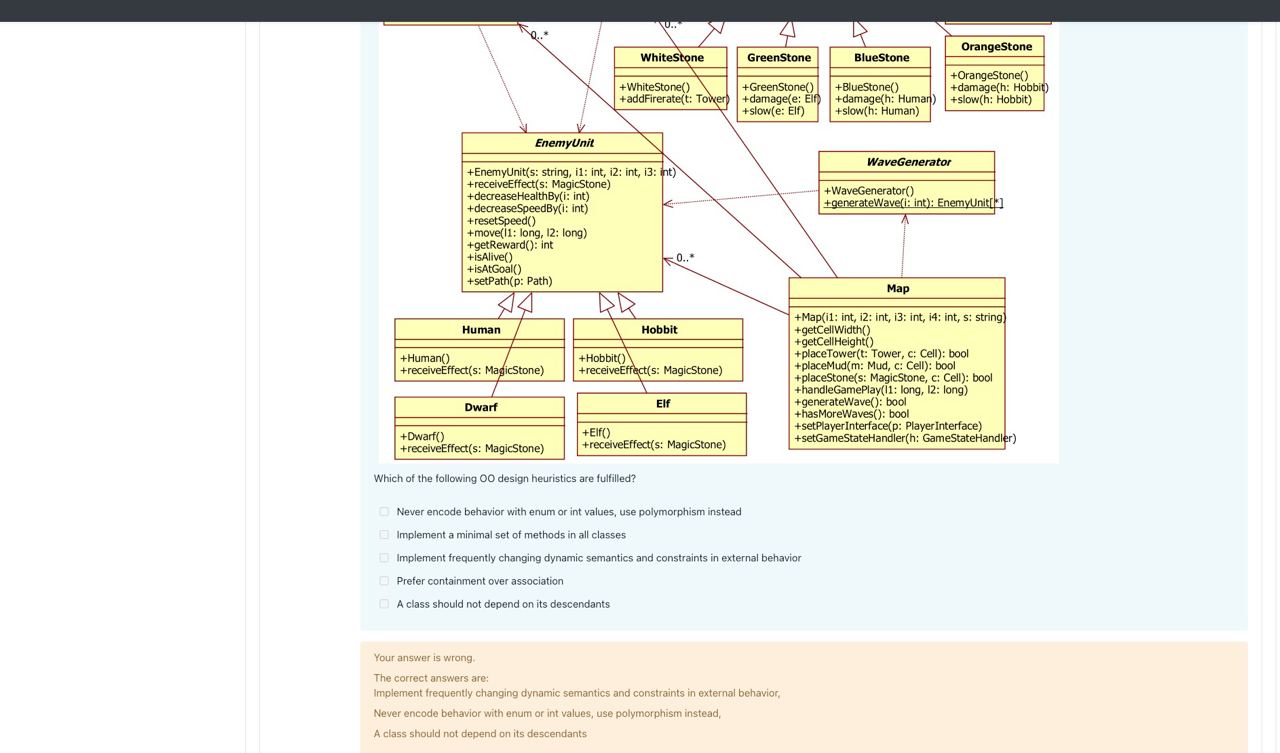 0..*
0..*
WhiteStone
+WhiteStone()
+addFirerate(t: Tower)
GreenStone
+GreenStone()
+damage(e: Elf)
+slow(e: Elf)
BlueStone
+BlueStone()
+damage(h: Human)
+slow(h: Human)
OrangeStone
+OrangeStone()
+damage(h: Hobbit)
+slow(h: Hobbit)
EnemyUnit
+EnemyUnit(s: string, i1: int, i2: int, i3: int)
+receiveEffect(s: MagicStone)
+decreaseHealthBy(i: int)
+decreaseSpeedBy(i: int)
+resetSpeed()
+move(l1: long, l2: long)
+getReward(): int
+isAlive()
+isAtGoal()
+setPath(p: Path)
WaveGenerator
+WaveGenerator()
+generateWave(i: int): EnemyUnit[*]
0..*
Map
+Map(i1: int, i2: int, i3: int, i4: int, s: string)
+getCellWidth()
+getCellHeight()
+placeTower(t: Tower, c: Cell): bool
+placeMud(m: Mud, c: Cell): bool
+placeStone(s: MagicStone, c: Cell): bool
+handleGamePlay(l1: long, l2: long)
+generateWave(): bool
+hasMoreWaves(): bool
+setPlayerInterface(p: PlayerInterface)
+setGameStateHandler(h: GameStateHandler)
Human
+Human()
+receiveEffect(s: MagicStone)
Hobbit
+Hobbit()
+receiveEffect(s: MagicStone)
Dwarf
+Dwarf()
+receiveEffect(s: MagicStone)
Elf
+Elf()
+receiveEffect(s: MagicStone)
Which of the following OO design heuristics are fulfilled?
Never encode behavior with enum or int values, use polymorphism instead
Implement a minimal set of methods in all classes
Implement frequently changing dynamic semantics and constraints in external behavior
Prefer containment over association
A class should not depend on its descendants
Your answer is wrong.
The correct answers are:
Implement frequently changing dynamic semantics and constraints in external behavior,
Never encode behavior with enum or int values, use polymorphism instead,
A class should not depend on its descendants